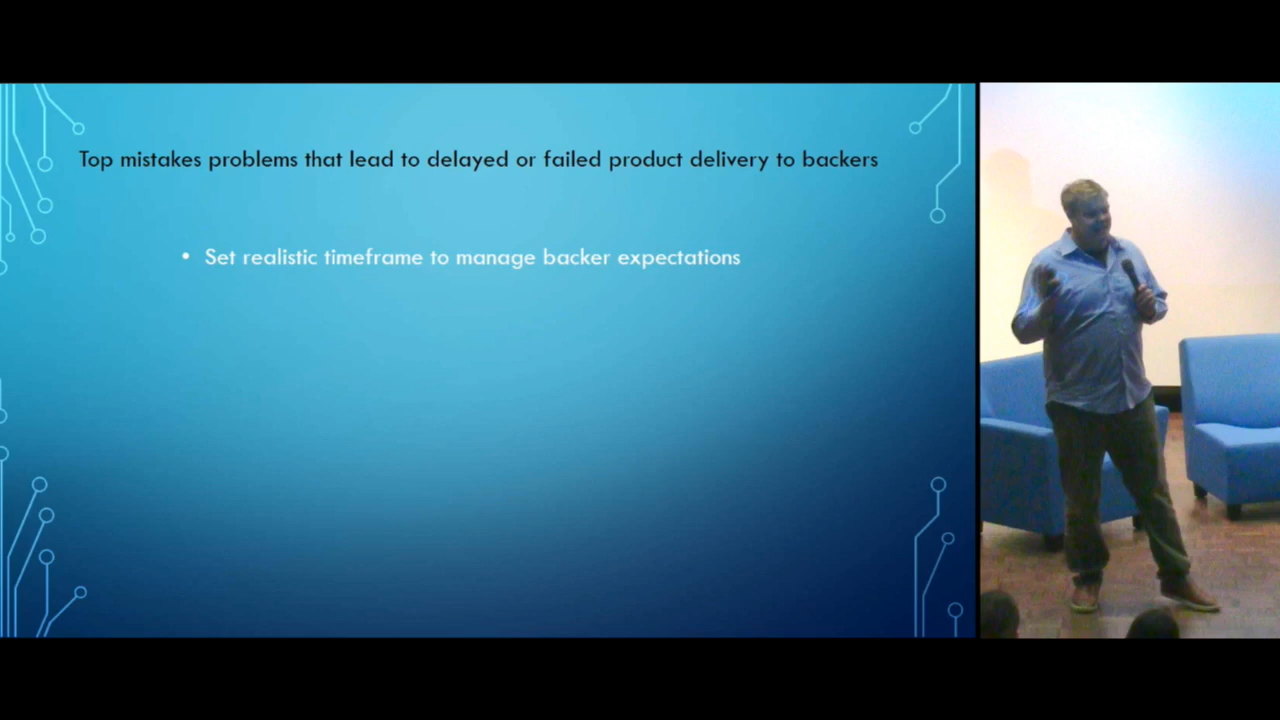 Top mistakes problems that lead to delayed or failed product delivery to backers
• Set realistic timeframe to manage backer expectations